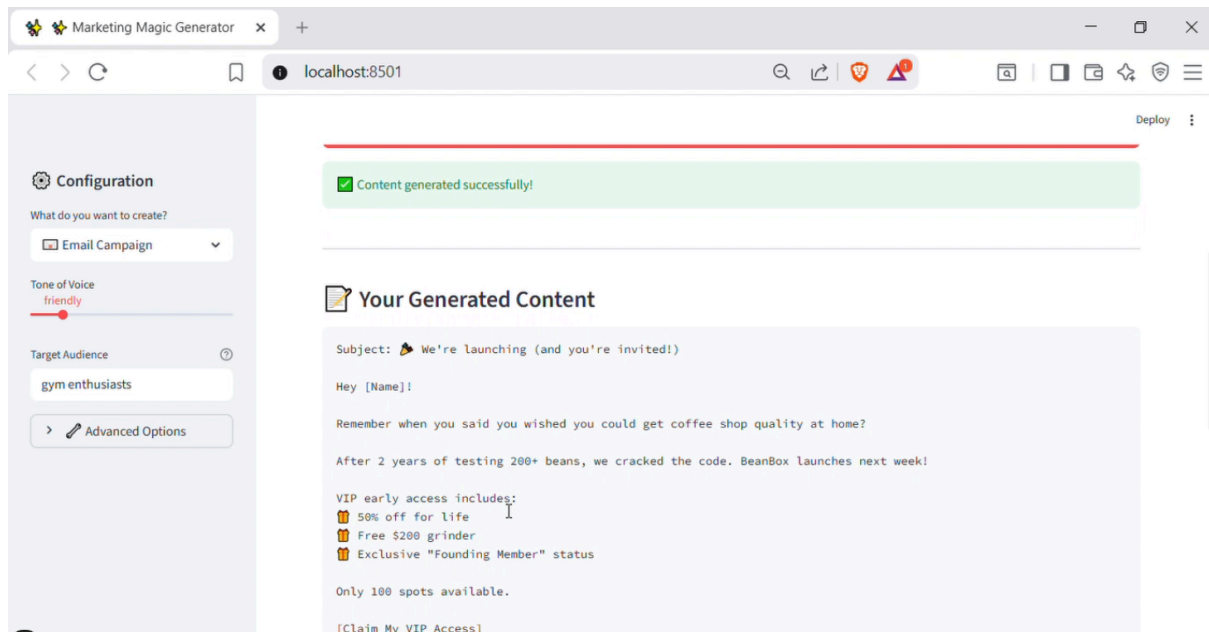 Marketing Magic Generator
localhost:8501
1
Deploy
Configuration
What do you want to create?
Email Campaign
Tone of Voice
friendly
Target Audience
gym enthusiasts
Advanced Options
✅ Content generated successfully!
📝 Your Generated Content
Subject: 🎉 We're launching (and you're invited!)
Hey [Name]!
Remember when you said you wished you could get coffee shop quality at home?
After 2 years of testing 200+ beans, we cracked the code. BeanBox launches next week!
VIP early access includes:
🎁 50% off for life
🎁 Free $200 grinder
🎁 Exclusive "Founding Member" status
Only 100 spots available.
[Claim My VIP Access]